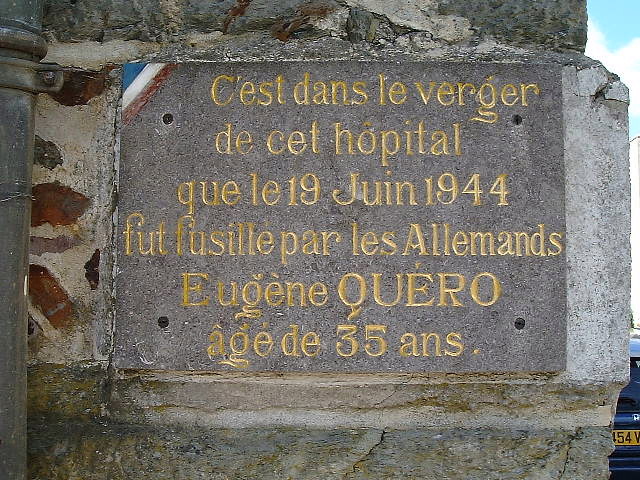 C'est dans le verger
de cet hôpital
que le 19 Juin 1944
fut fusillé par les Allemands
Eugène QUÉRO
âgé de 35 ans.
454 V